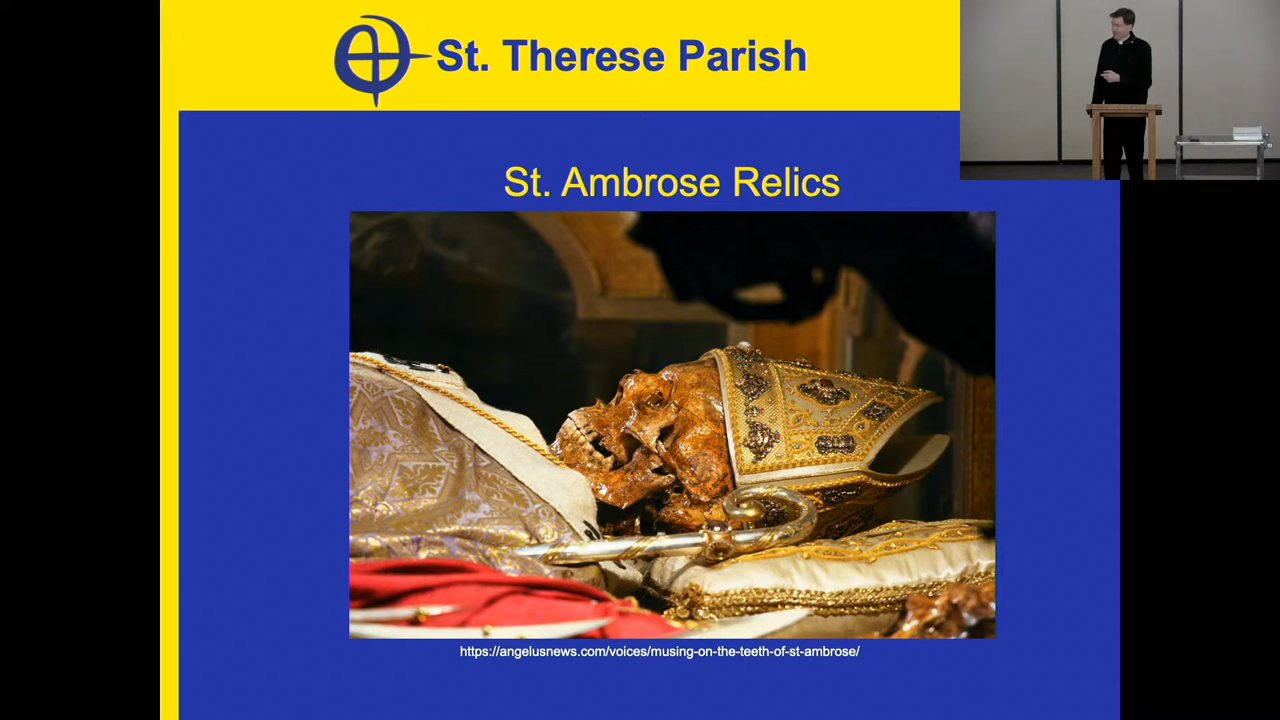 St. Therese Parish
St. Ambrose Relics
https://angelusnews.com/voices/musing-on-the-teeth-of-st-ambrose/